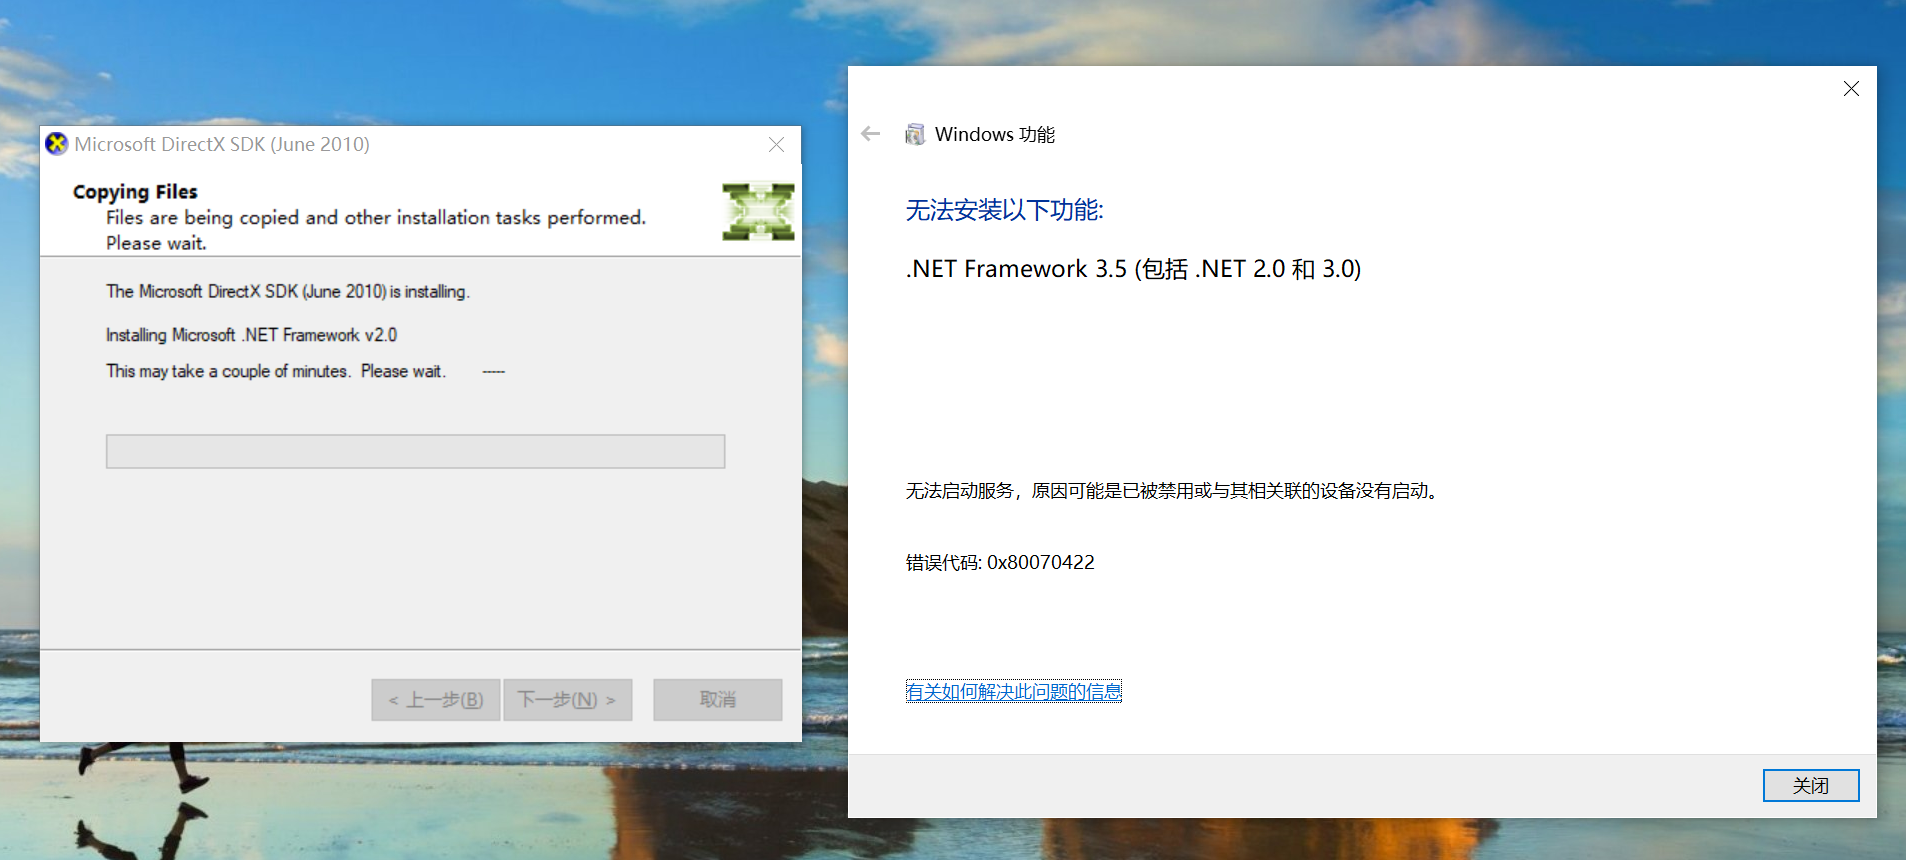 Microsoft DirectX SDK (June 2010)
Copying Files
Files are being copied and other installation tasks performed.
Please wait.
The Microsoft DirectX SDK (June 2010) is installing.
Installing Microsoft .NET Framework v2.0
This may take a couple of minutes.  Please wait.  -----
< 上一步(B)
下一步(N) >
取消
Windows 功能
无法安装以下功能:
.NET Framework 3.5 (包括 .NET 2.0 和 3.0)
无法启动服务，原因可能是已被禁用或与其相关联的设备没有启动。
错误代码: 0x80070422
有关如何解决此问题的信息
关闭